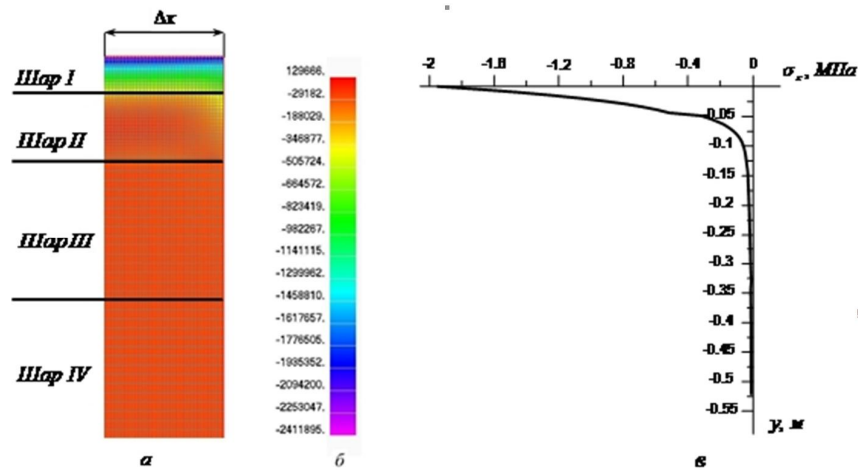 Δx
Шар I
Шар II
Шар III
Шар IV
а
129666.
-29182.
-188029.
-346877.
-505724.
-664572.
-823419.
-982267.
-1141115.
-1299962.
-1458810.
-1617657.
-1776505.
-1935352.
-2094200.
-2253047.
-2411895.
б
-2 -1.6 -1.2 -0.8 -0.4 0 σx, МПа
-0.05
-0.1
-0.15
-0.2
-0.25
-0.3
-0.35
-0.4
-0.45
-0.5
-0.55
y, м
в